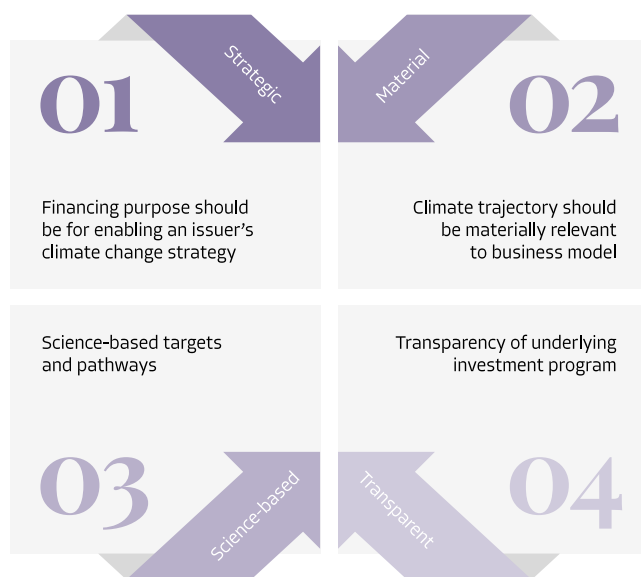 01
Strategic
Financing purpose should
be for enabling an issuer's
climate change strategy
Material
02
Climate trajectory should
be materially relevant
to business model
Science-based targets
and pathways
03
Science-based
Transparency of underlying
investment program
Transparent
04